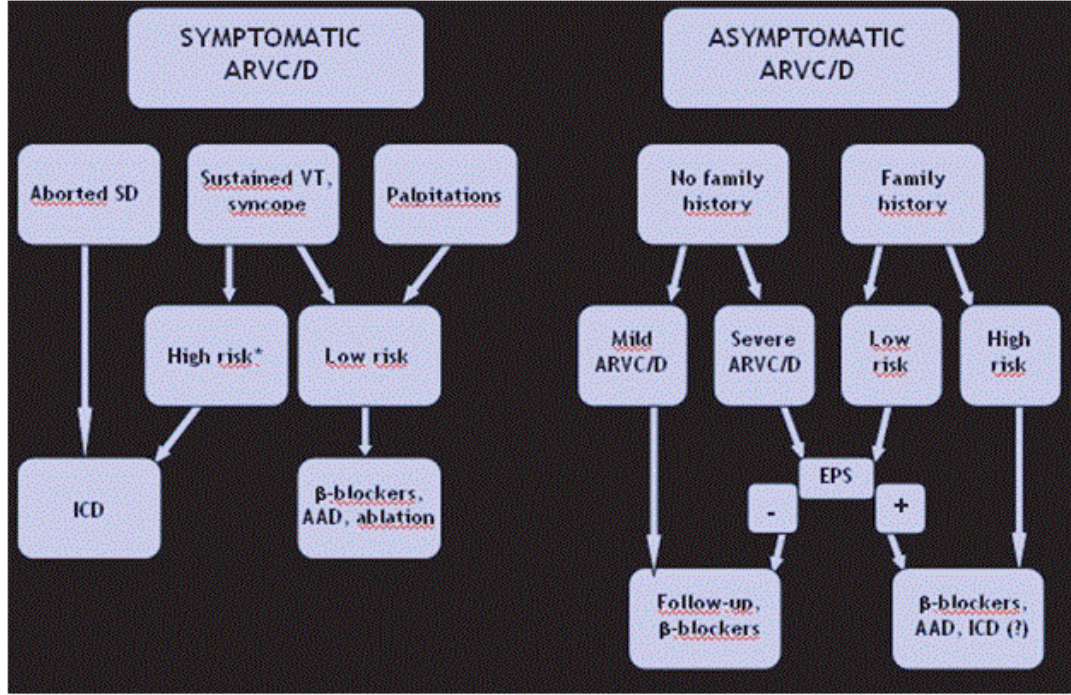 SYMPTOMATIC
ARVC/D
ASYMPTOMATIC
ARVC/D
Aborted SD
Sustained VT,
syncope
Palpitations
No family
history
Family
history
High risk*
Low risk
Mild
ARVC/D
Severe
ARVC/D
Low
risk
High
risk
ICD
β-blockers,
AAD, ablation
EPS
-
+
Follow-up,
β-blockers
β-blockers,
AAD, ICD (?)